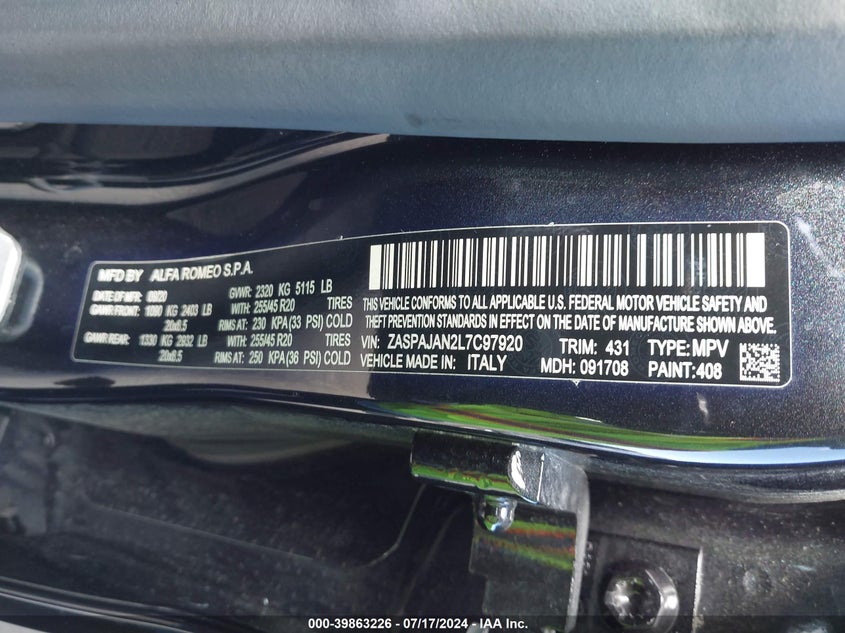 MFD BY ALFA ROMEO S.P.A.
DATE OF MFR 09/20 GVWR: 2320 KG 5115 LB
GAWR FRONT: 1090 KG 2403 LB WITH: 255/45 R20 TIRES
20x8.5 RIMS AT: 230 KPA(33 PSI) COLD
GAWR REAR: 1330 KG 2932 LB WITH: 255/45 R20 TIRES
20x8.5 RIMS AT: 250 KPA(36 PSI) COLD
THIS VEHICLE CONFORMS TO ALL APPLICABLE U.S. FEDERAL MOTOR VEHICLE SAFETY AND
THEFT PREVENTION STANDARDS IN EFFECT ON THE DATE OF MANUFACTURE SHOWN ABOVE.
VIN: ZASPAJAN2L7C97920 TRIM: 431 TYPE: MPV
VEHICLE MADE IN: ITALY MDH: 091708 PAINT: 408
000-39863226 / 07/17/2024 - IAA Inc.